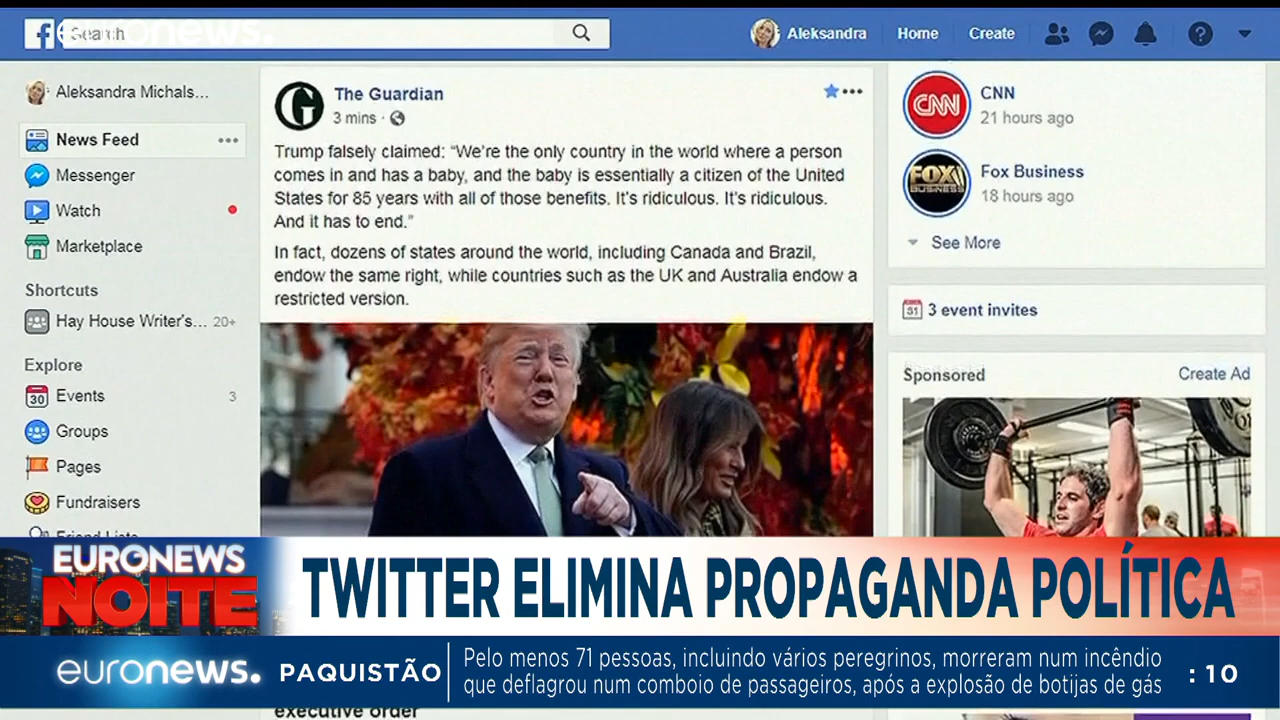 euronews.
Search
Aleksandra
Home
Create
Aleksandra Michals...
News Feed
Messenger
Watch
Marketplace
Shortcuts
Hay House Writer's... 20+
Explore
30 Events 3
Groups
Pages
Fundraisers
Friend Lists
G
The Guardian
3 mins ·
Trump falsely claimed: “We're the only country in the world where a person
comes in and has a baby, and the baby is essentially a citizen of the United
States for 85 years with all of those benefits. It's ridiculous. It's ridiculous.
And it has to end.”
In fact, dozens of states around the world, including Canada and Brazil,
endow the same right, while countries such as the UK and Australia endow a
restricted version.
CNN
CNN
21 hours ago
FOX
BUSINESS
Fox Business
18 hours ago
See More
31 3 event invites
Sponsored
Create Ad
EURONEWS
NOITE
TWITTER ELIMINA PROPAGANDA POLÍTICA
euronews.
PAQUISTÃO
Pelo menos 71 pessoas, incluindo vários peregrinos, morreram num incêndio
que deflagrou num comboio de passageiros, após a explosão de botijas de gás
: 10
executive order